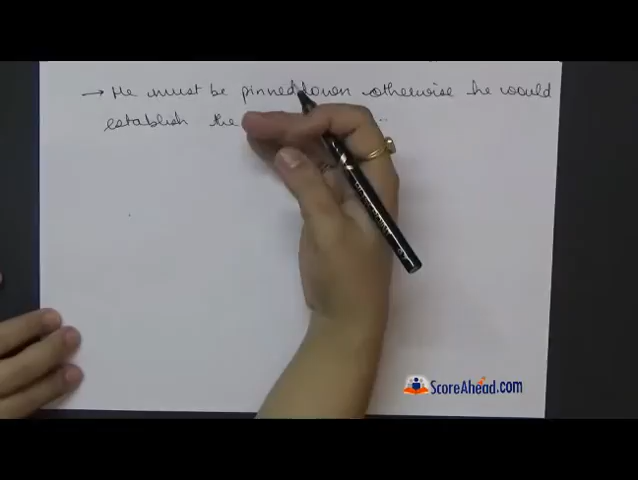 → He must be pinned down otherwise he would
establish the ..
ScoreAhead.com